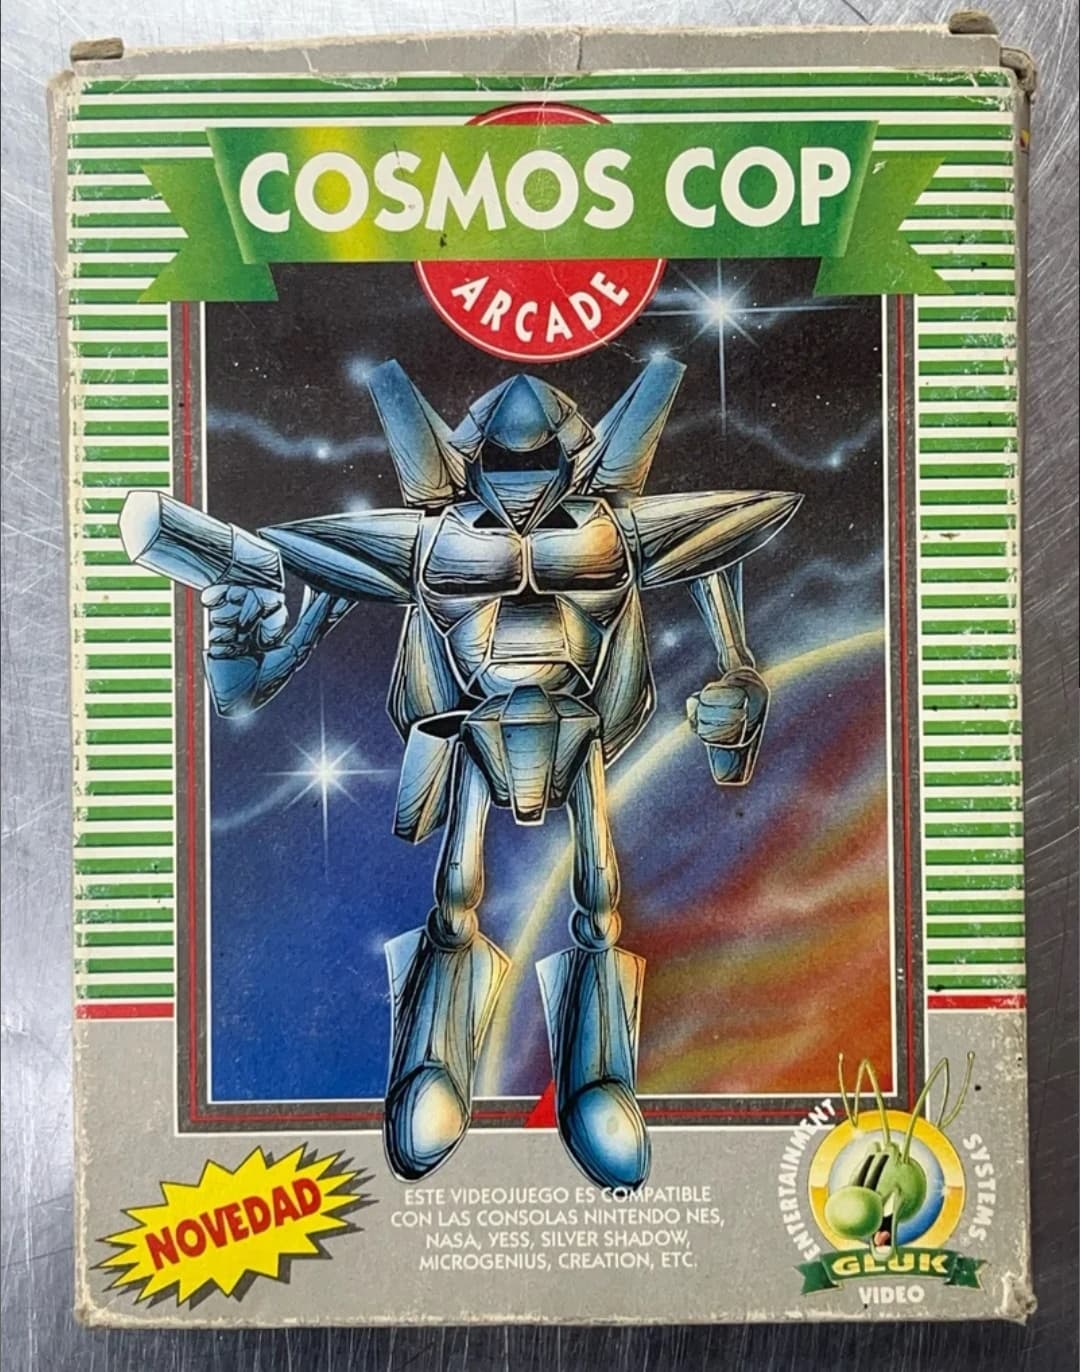 COSMOS COP
ARCADE
NOVEDAD
ESTE VIDEOJUEGO ES COMPATIBLE
CON LAS CONSOLAS NINTENDO NES,
NASA, YESS, SILVER SHADOW,
MICROGENIUS, CREATION, ETC.
ENTERTAINMENT
SYSTEMS
GLUK
VIDEO